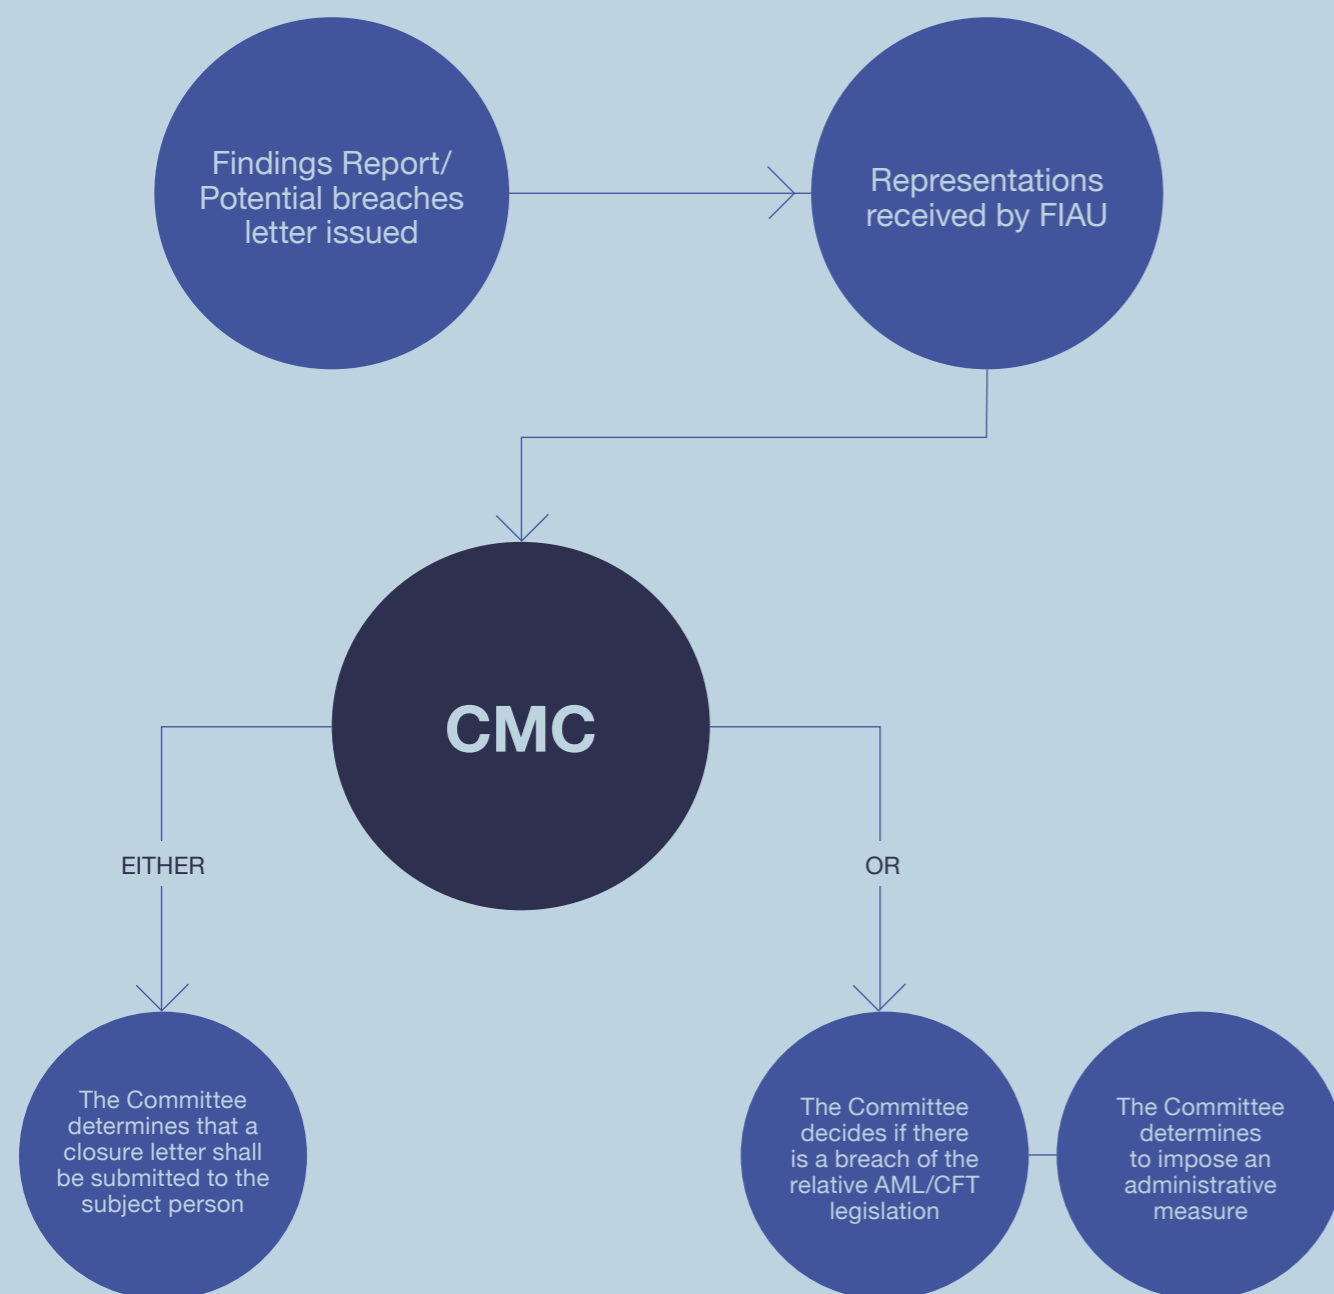 Findings Report/
Potential breaches
letter issued
Representations
received by FIAU
CMC
EITHER
OR
The Committee
determines that a
closure letter shall
be submitted to the
subject person
The Committee
decides if there
is a breach of the
relative AML/CFT
legislation
The Committee
determines
to impose an
administrative
measure